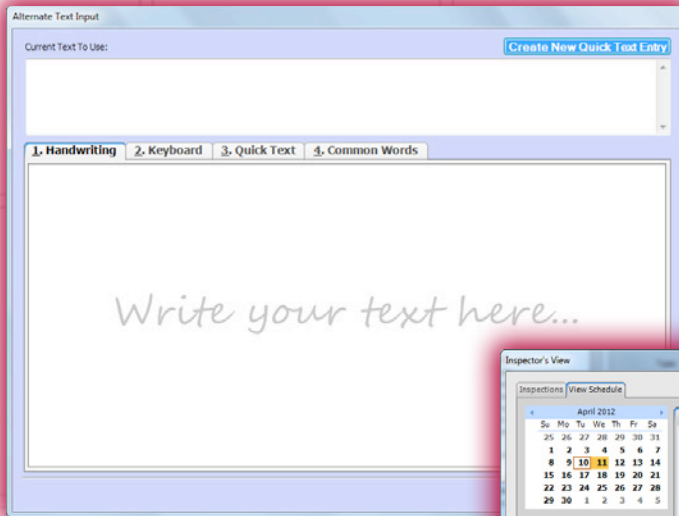 Alternate Text Input
Current Text To Use:
Create New Quick Text Entry
1. Handwriting 2. Keyboard 3. Quick Text 4. Common Words
Write your text here...
Inspector's View
Inspections View Schedule
April 2012
Su Mo Tu We Th Fr Sa
25 26 27 28 29 30 31
1 2 3 4 5 6 7
8 9 10 11 12 13 14
15 16 17 18 19 20 21
22 23 24 25 26 27 28
29 30 1 2 3 4 5